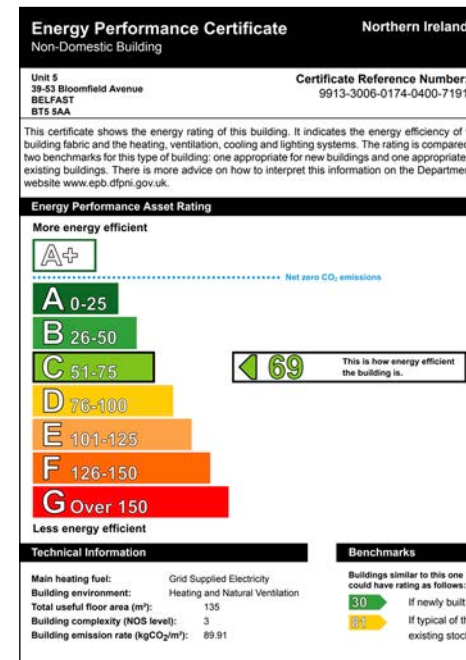 Energy Performance Certificate
Northern Ireland
Non-Domestic Building
Unit 5
39-53 Bloomfield Avenue
BELFAST
BT5 5AA
Certificate Reference Number:
9913-3006-0174-0400-7191
This certificate shows the energy rating of this building. It indicates the energy efficiency of
building fabric and the heating, ventilation, cooling and lighting systems. The rating is compared
two benchmarks for this type of building: one appropriate for new buildings and one appropriate
existing buildings. There is more advice on how to interpret this information on the Departmen
website www.epb.dfpni.gov.uk.
Energy Performance Asset Rating
More energy efficient
A+
Net zero CO₂ emissions
A 0-25
B 26-50
C 51-75
69
This is how energy efficient
the building is.
D 76-100
E 101-125
F 126-150
G Over 150
Less energy efficient
Technical Information
Main heating fuel: Grid Supplied Electricity
Building environment: Heating and Natural Ventilation
Total useful floor area (m²): 135
Building complexity (NOS level): 3
Building emission rate (kgCO₂/m²): 89.91
Benchmarks
Buildings similar to this one
could have rating as follows:
30 If newly built
81 If typical of th
existing stock